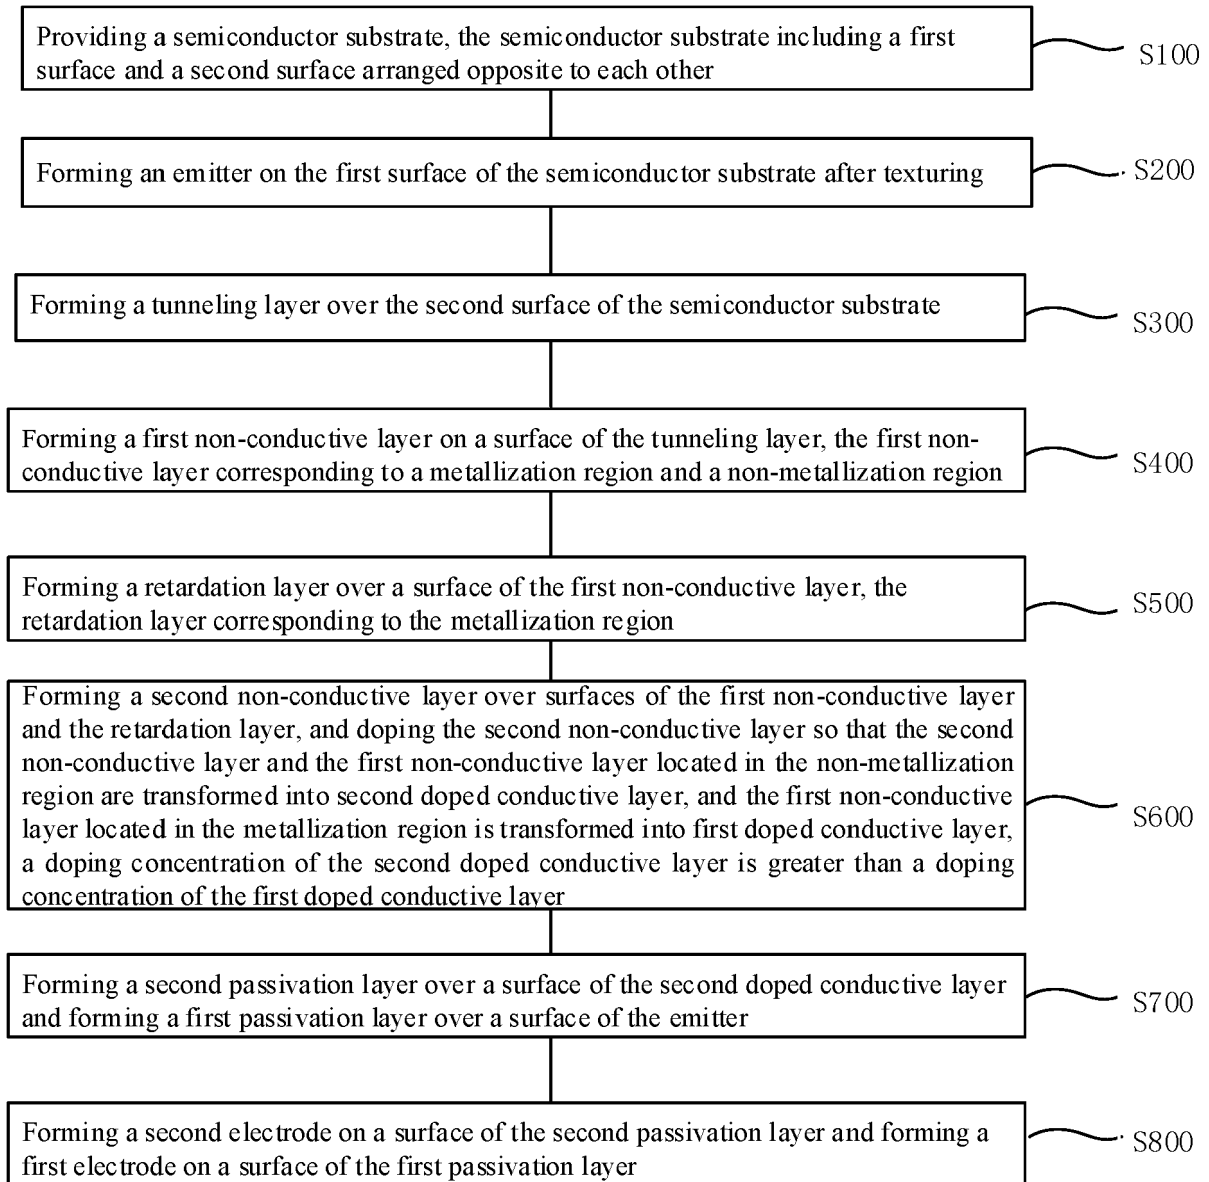 Providing a semiconductor substrate, the semiconductor substrate including a first
surface and a second surface arranged opposite to each other
S100
Forming an emitter on the first surface of the semiconductor substrate after texturing
S200
Forming a tunneling layer over the second surface of the semiconductor substrate
S300
Forming a first non-conductive layer on a surface of the tunneling layer, the first non-
conductive layer corresponding to a metallization region and a non-metallization region
S400
Forming a retardation layer over a surface of the first non-conductive layer, the
retardation layer corresponding to the metallization region
S500
Forming a second non-conductive layer over surfaces of the first non-conductive layer
and the retardation layer, and doping the second non-conductive layer so that the second
non-conductive layer and the first non-conductive layer located in the non-metallization
region are transformed into second doped conductive layer, and the first non-conductive
layer located in the metallization region is transformed into first doped conductive layer,
a doping concentration of the second doped conductive layer is greater than a doping
concentration of the first doped conductive layer
S600
Forming a second passivation layer over a surface of the second doped conductive layer
and forming a first passivation layer over a surface of the emitter
S700
Forming a second electrode on a surface of the second passivation layer and forming a
first electrode on a surface of the first passivation layer
S800